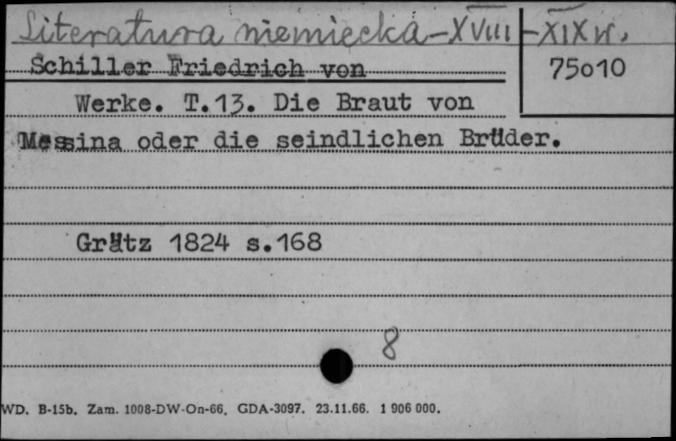 Literatura niemiecka - XVIII - XIX w.
Schiller Friedrich von
75010
Werke. T.13. Die Braut von
Messina oder die seindlichen Brüder.
Grätz 1824 s.168
8
WD. B-15b. Zam. 1008-DW-On-66. GDA-3097. 23.11.66. 1 906 000.